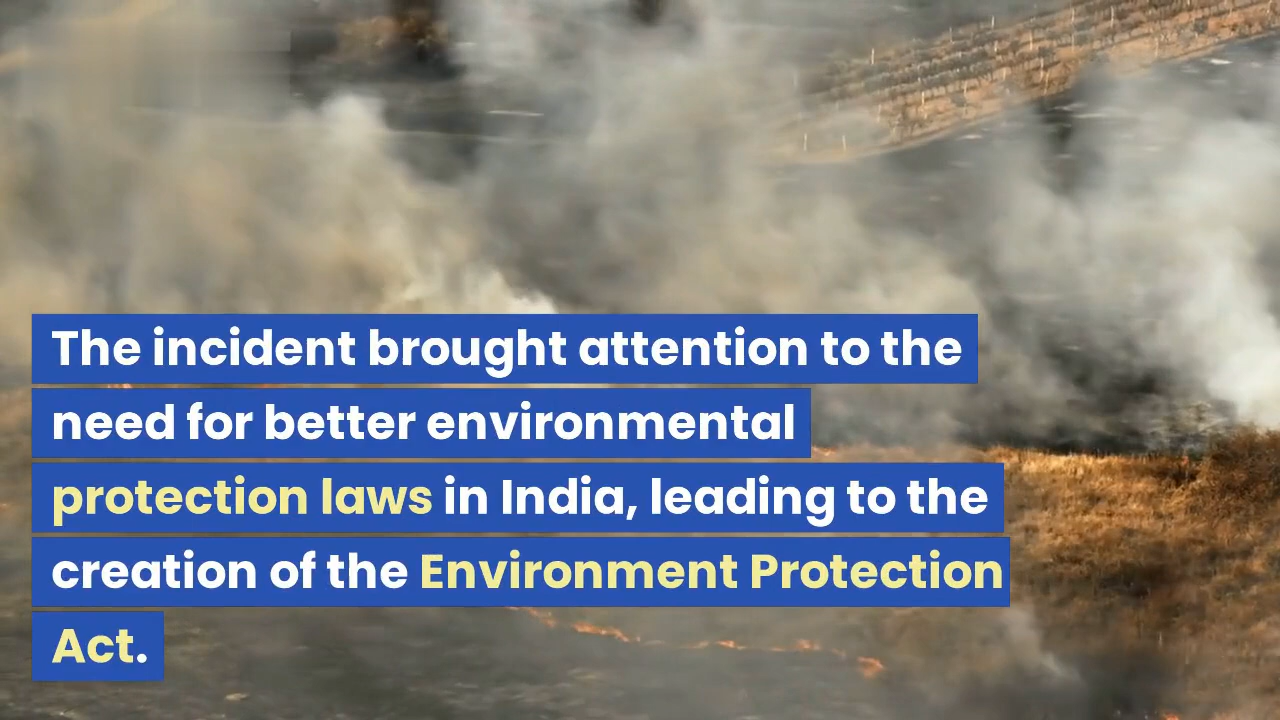 The incident brought attention to the
need for better environmental
protection laws in India, leading to the
creation of the Environment Protection
Act.